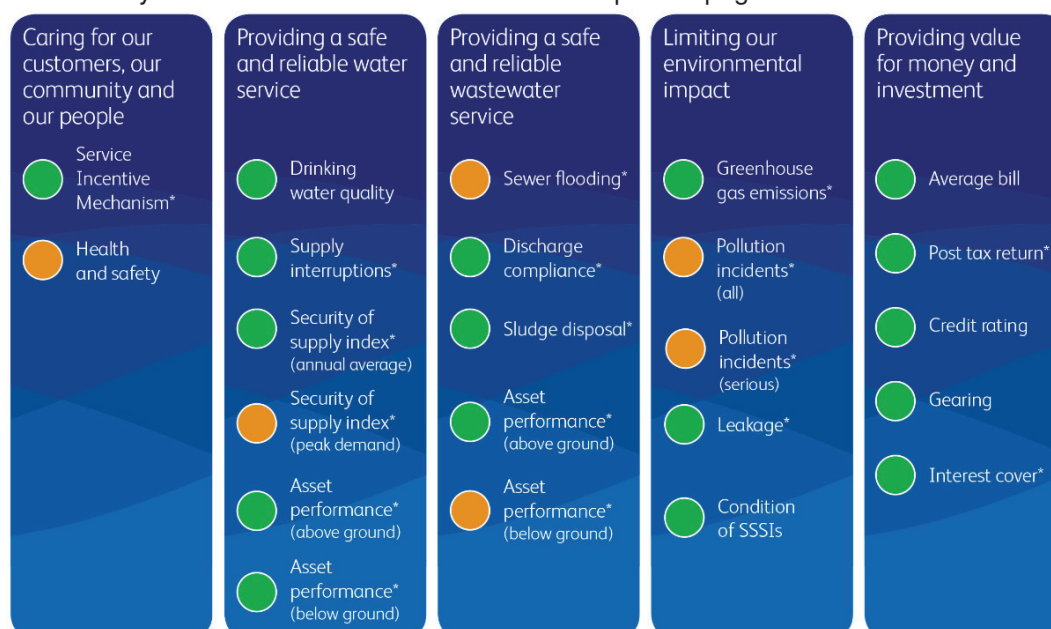 Caring for our
customers, our
community and
our people
Service
Incentive
Mechanism*
Health
and safety
Providing a safe
and reliable water
service
Drinking
water quality
Supply
interruptions*
Security of
supply index*
(annual average)
Security of
supply index*
(peak demand)
Asset
performance*
(above ground)
Asset
performance*
(below ground)
Providing a safe
and reliable
wastewater
service
Sewer flooding*
Discharge
compliance*
Sludge disposal*
Asset
performance*
(above ground)
Asset
performance*
(below ground)
Limiting our
environmental
impact
Greenhouse
gas emissions*
Pollution
incidents*
(all)
Pollution
incidents*
(serious)
Leakage*
Condition
of SSSIs
Providing value
for money and
investment
Average bill
Post tax return*
Credit rating
Gearing
Interest cover*